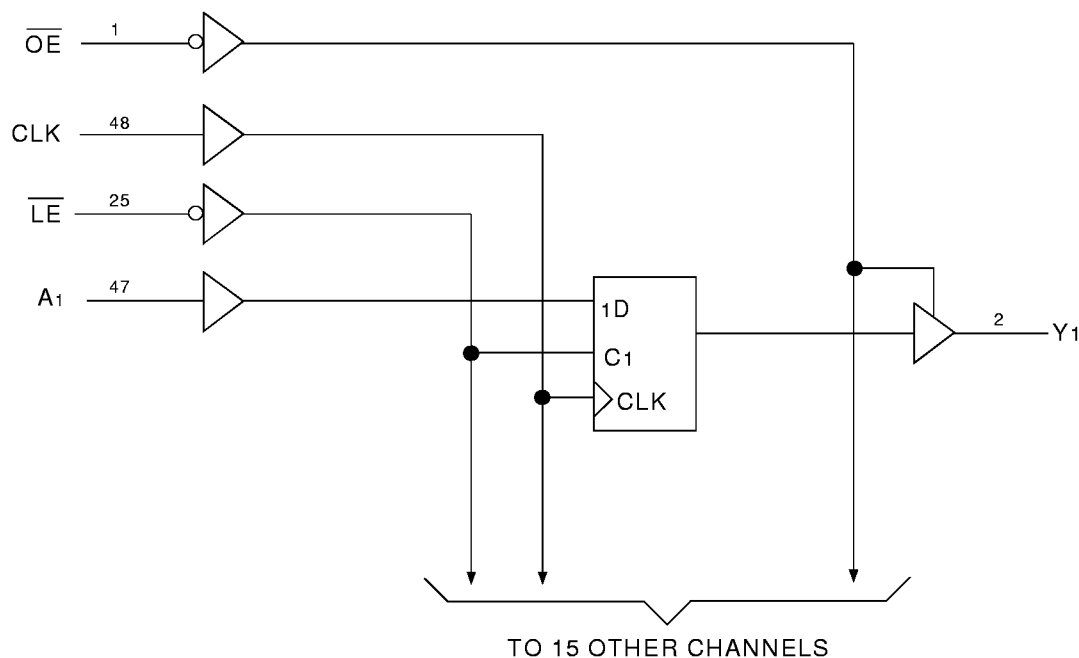 OE 1
CLK 48
LE 25
A1 47
1D
C1
CLK
2 Y1
TO 15 OTHER CHANNELS